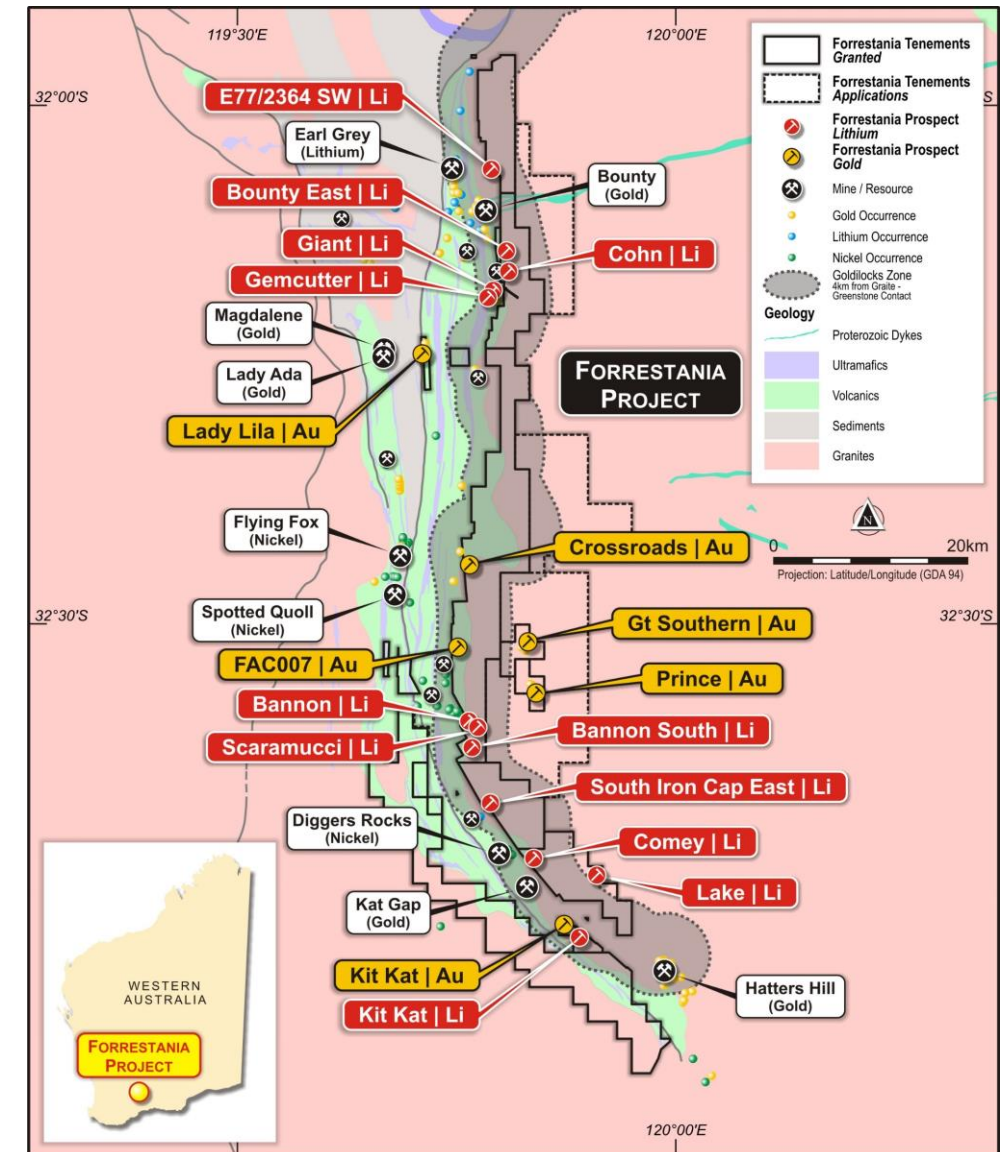 119°30'E
120°00'E
32°00'S
E77/2364 SW | Li
Earl Grey
(Lithium)
Bounty East | Li
Bounty
(Gold)
Giant | Li
Cohn | Li
Gemcutter | Li
Magdalene
(Gold)
Lady Ada
(Gold)
FORRESTANIA
PROJECT
Lady Lila | Au
Forrestania Tenements
Granted
Forrestania Tenements
Applications
Forrestania Prospect
Lithium
Forrestania Prospect
Gold
Mine / Resource
Gold Occurrence
Lithium Occurrence
Nickel Occurrence
Goldilocks Zone
4km from Graite -
Greenstone Contact
Geology
Proterozoic Dykes
Ultramafics
Volcanics
Sediments
Granites
°00'S
N
0
20km
Projection: Latitude/Longitude (GDA 94)
Flying Fox
(Nickel)
Crossroads | Au
Spotted Quoll
(Nickel)
32°30'S
32°30'S
Gt Southern | Au
FAC007 | Au
Prince | Au
Bannon | Li
Scaramucci | Li
Bannon South | Li
South Iron Cap East | Li
Diggers Rocks
(Nickel)
Comey | Li
Lake | Li
Kat Gap
(Gold)
Kit Kat | Au
Hatters Hill
(Gold)
Kit Kat | Li
WESTERN
AUSTRALIA
FORRESTANIA
PROJECT
120°00'E